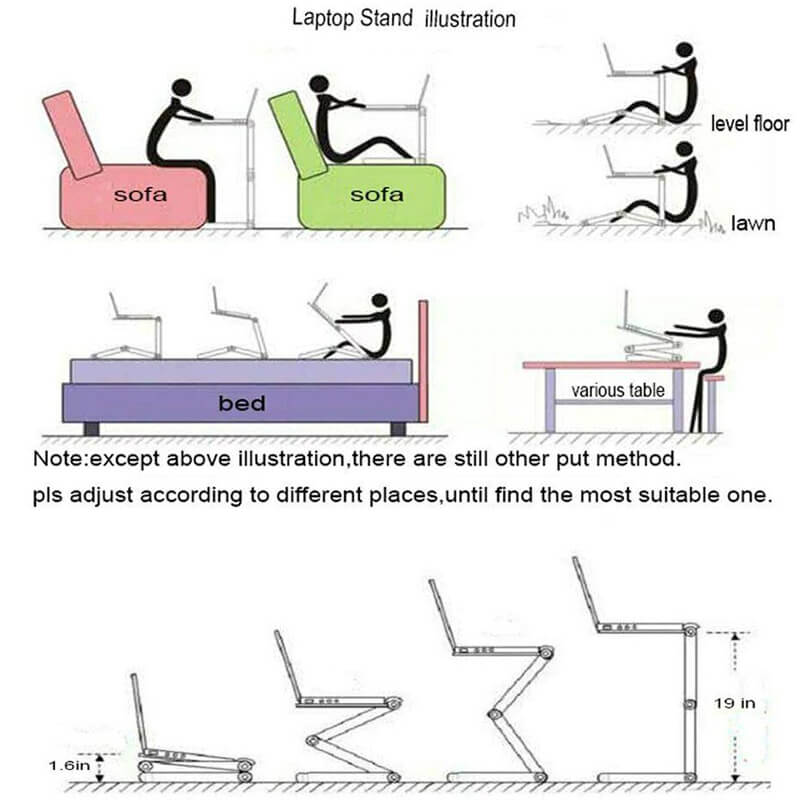 Laptop Stand illustration
sofa
sofa
level floor
lawn
bed
various table
Note:except above illustration,there are still other put method.
pls adjust according to different places,until find the most suitable one.
1.6in
19 in